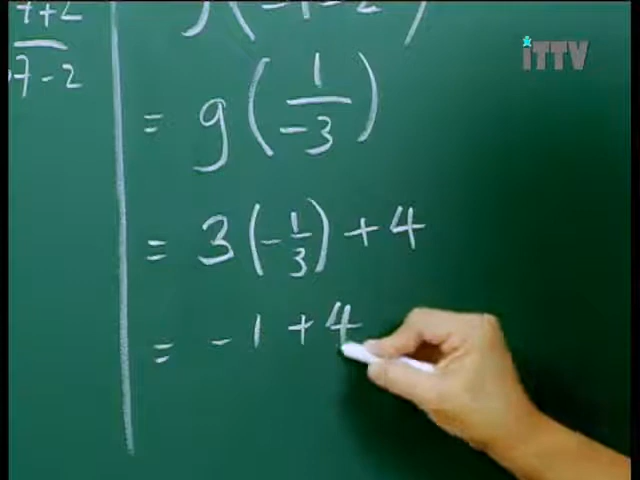 iTTV
= g(1/-3)
= 3(-1/3) + 4
= -1 + 4